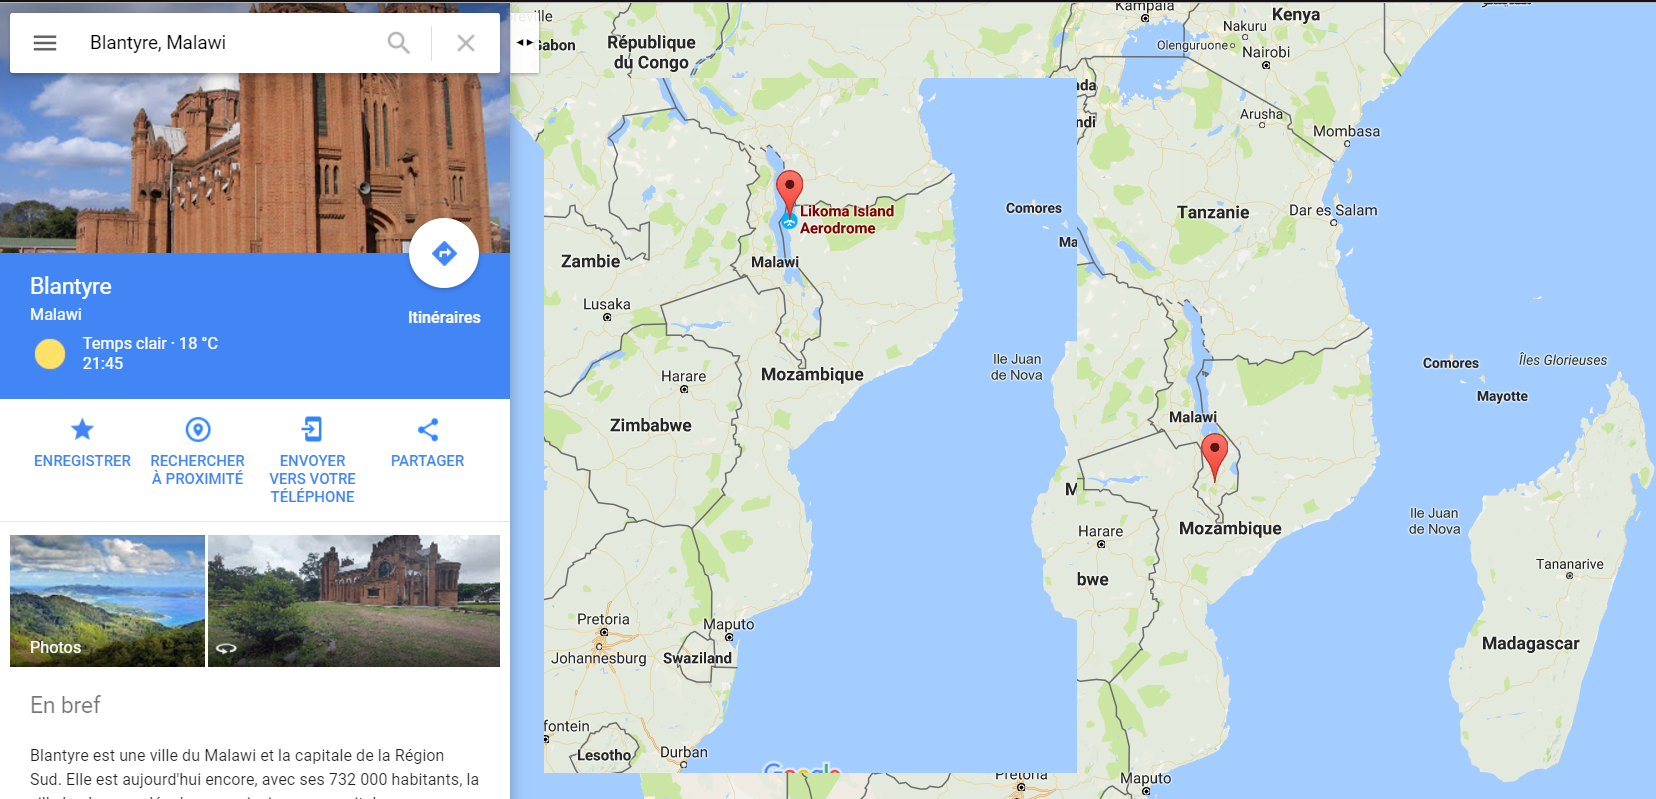 Blantyre, Malawi
Blantyre
Malawi
Temps clair · 18 °C
21:45
Itinéraires
ENREGISTRER
RECHERCHER
À PROXIMITÉ
ENVOYER
VERS VOTRE
TÉLÉPHONE
PARTAGER
Photos
En bref
Blantyre est une ville du Malawi et la capitale de la Région
Sud. Elle est aujourd'hui encore, avec ses 732 000 habitants, la
reville
Gabon
République
du Congo
Kampala
Kenya
Nakuru
Olenguruone
Nairobi
nda
ndi
Arusha
Mombasa
Likoma Island
Aerodrome
Comores
Tanzanie
Dar es Salam
Ma
Zambie
Malawi
Lusaka
Ile Juan
de Nova
Comores
Îles Glorieuses
Harare
Mozambique
Mayotte
Zimbabwe
Malawi
M
Ile Juan
de Nova
Harare
Mozambique
bwe
Tananarive
Pretoria
Maputo
Johannesburg
Swaziland
Madagascar
fontein
Lesotho
Durban
Google
Pretoria
Maputo